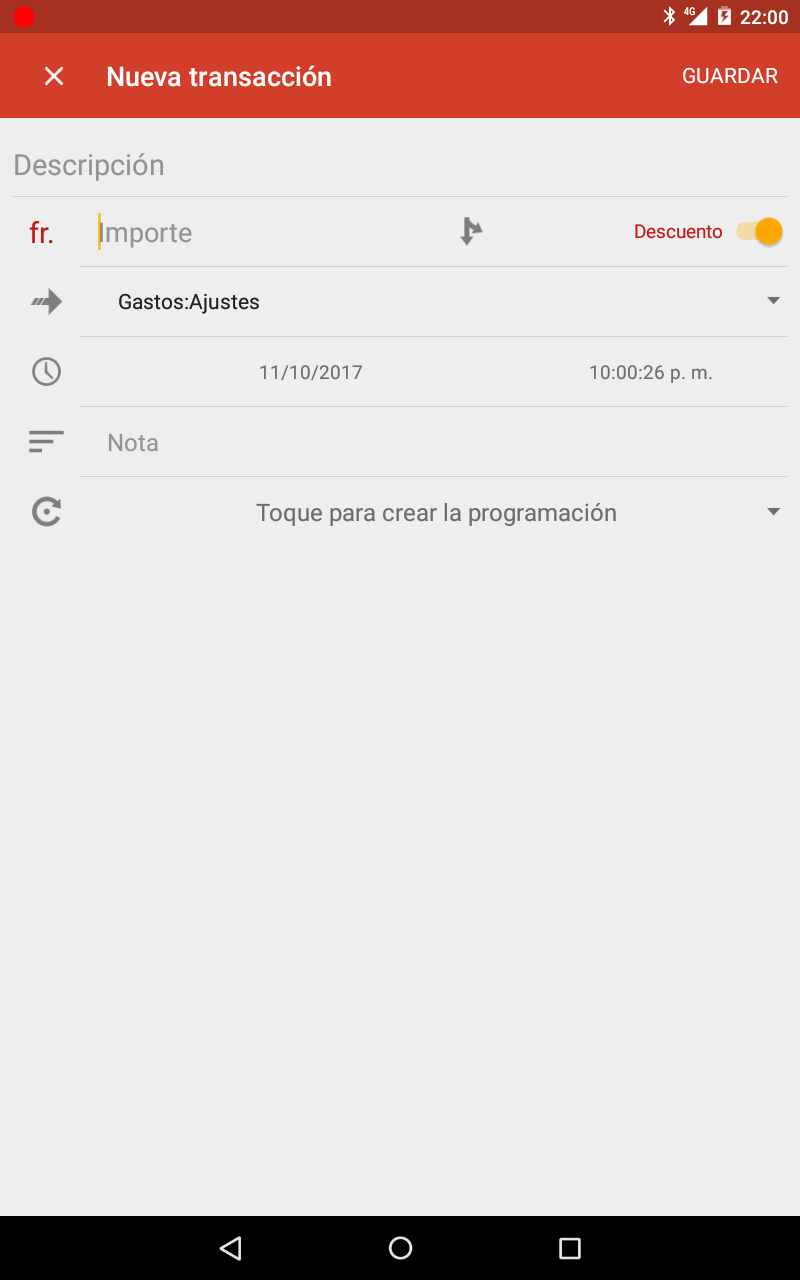 4G 22:00
Nueva transacción GUARDAR
Descripción
fr. Importe Descuento
Gastos:Ajustes
11/10/2017 10:00:26 p. m.
Nota
Toque para crear la programación